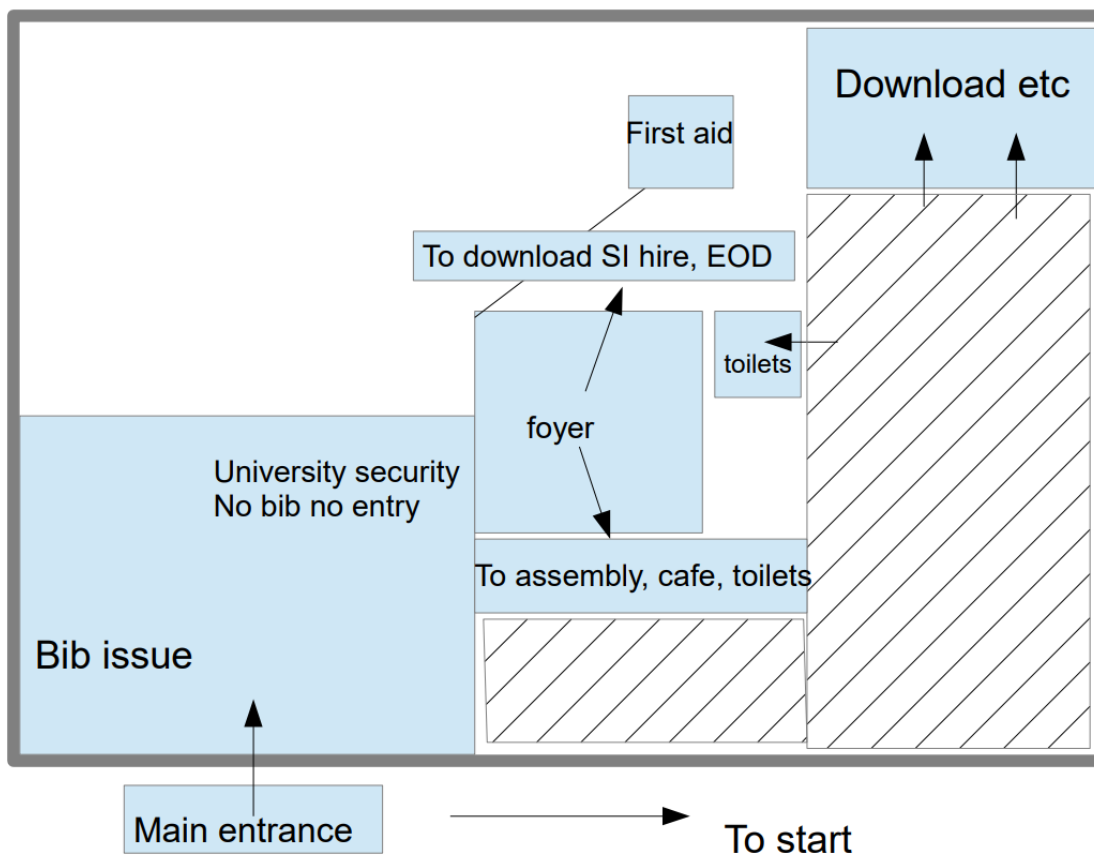 Download etc
First aid
To download SI hire, EOD
toilets
foyer
University security
No bib no entry
To assembly, cafe, toilets
Bib issue
Main entrance
To start